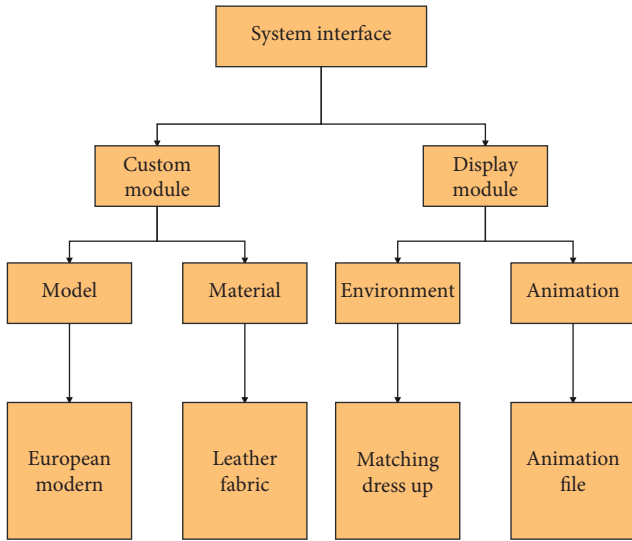 System interface
Custom
module
Display
module
Model
Material
Environment
Animation
European
modern
Leather
fabric
Matching
dress up
Animation
file